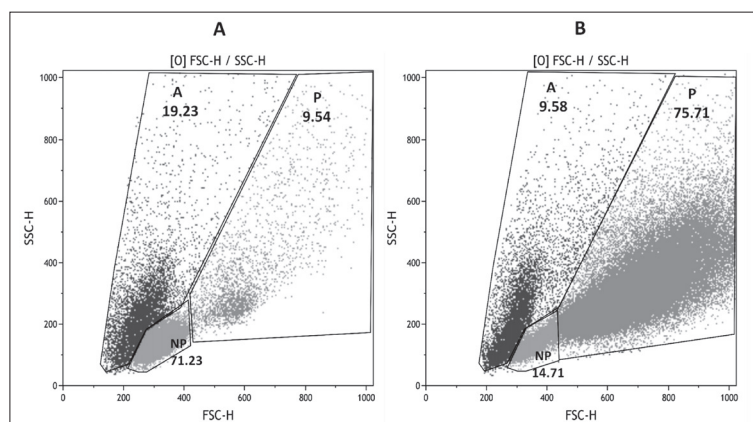 A
[O] FSC-H / SSC-H
1000
800
600
400
200
0
SSC-H
A
19.23
P
9.54
NP
71.23
0 200 400 600 800 1000
FSC-H
B
[O] FSC-H / SSC-H
1000
800
600
400
200
0
SSC-H
A
9.58
P
75.71
NP
14.71
0 200 400 600 800 1000
FSC-H